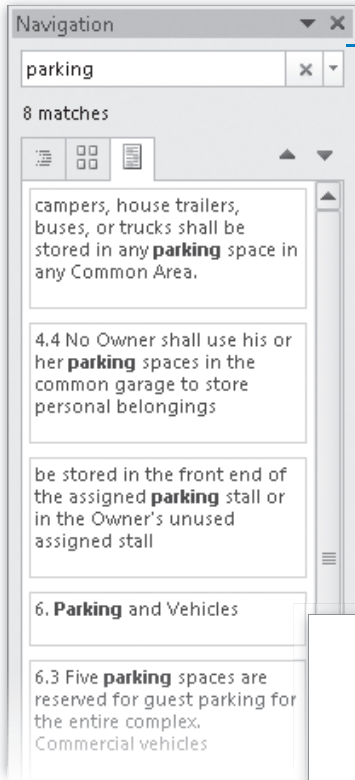 Navigation
parking
8 matches
campers, house trailers,
buses, or trucks shall be
stored in any parking space in
any Common Area.
4.4 No Owner shall use his or
her parking spaces in the
common garage to store
personal belongings
be stored in the front end of
the assigned parking stall or
in the Owner's unused
assigned stall
6. Parking and Vehicles
6.3 Five parking spaces are
reserved for guest parking for
the entire complex.
Commercial vehicles